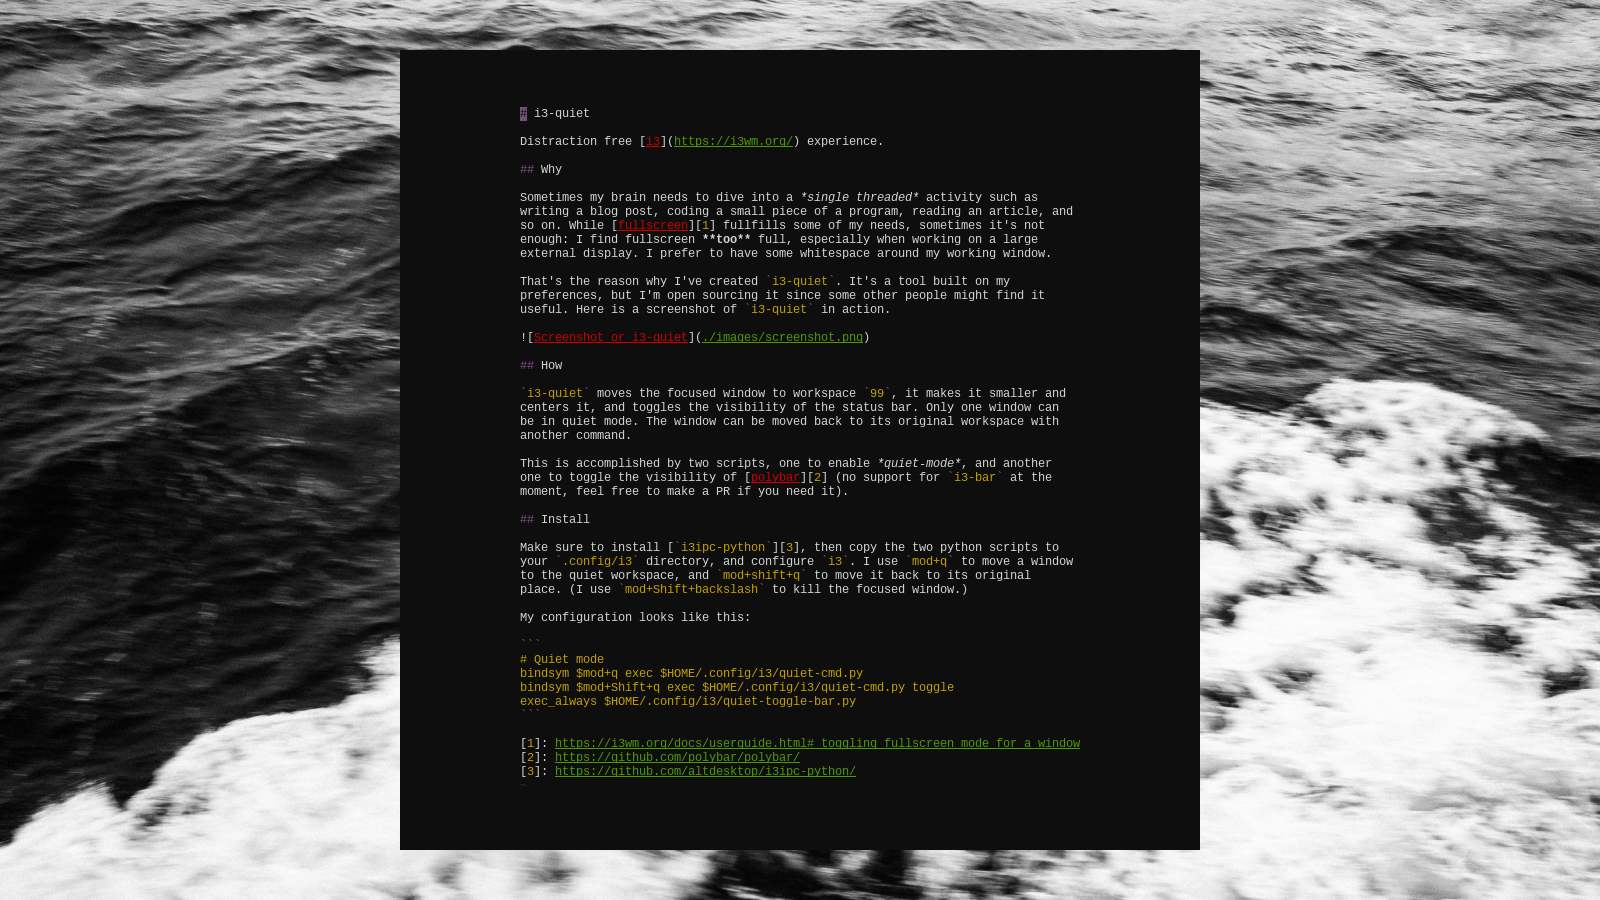 # i3-quiet
Distraction free [i3](https://i3wm.org/) experience.
## Why
Sometimes my brain needs to dive into a *single threaded* activity such as
writing a blog post, coding a small piece of a program, reading an article, and
so on. While [fullscreen][1] fullfills some of my needs, sometimes it's not
enough: I find fullscreen **too** full, especially when working on a large
external display. I prefer to have some whitespace around my working window.
That's the reason why I've created `i3-quiet`. It's a tool built on my
preferences, but I'm open sourcing it since some other people might find it
useful. Here is a screenshot of `i3-quiet` in action.
![Screenshot or i3-quiet](./images/screenshot.png)
## How
`i3-quiet` moves the focused window to workspace `99`, it makes it smaller and
centers it, and toggles the visibility of the status bar. Only one window can
be in quiet mode. The window can be moved back to its original workspace with
another command.
This is accomplished by two scripts, one to enable *quiet-mode*, and another
one to toggle the visibility of [polybar][2] (no support for `i3-bar` at the
moment, feel free to make a PR if you need it).
## Install
Make sure to install [`i3ipc-python`][3], then copy the two python scripts to
your `.config/i3` directory, and configure `i3`. I use `mod+q` to move a window
to the quiet workspace, and `mod+shift+q` to move it back to its original
place. (I use `mod+Shift+backslash` to kill the focused window.)
My configuration looks like this:
```
# Quiet mode
bindsym $mod+q exec $HOME/.config/i3/quiet-cmd.py
bindsym $mod+Shift+q exec $HOME/.config/i3/quiet-cmd.py toggle
exec_always $HOME/.config/i3/quiet-toggle-bar.py
```
[1]: https://i3wm.org/docs/userguide.html#_toggling_fullscreen_mode_for_a_window
[2]: https://github.com/polybar/polybar/
[3]: https://github.com/altdesktop/i3ipc-python/
~